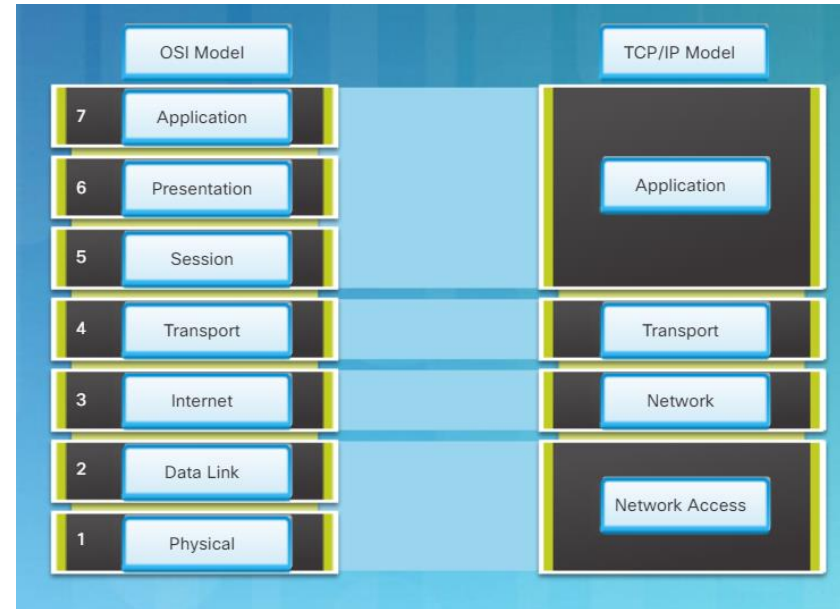 OSI Model
TCP/IP Model
7 Application
6 Presentation
5 Session
4 Transport
3 Internet
2 Data Link
1 Physical
Application
Transport
Network
Network Access